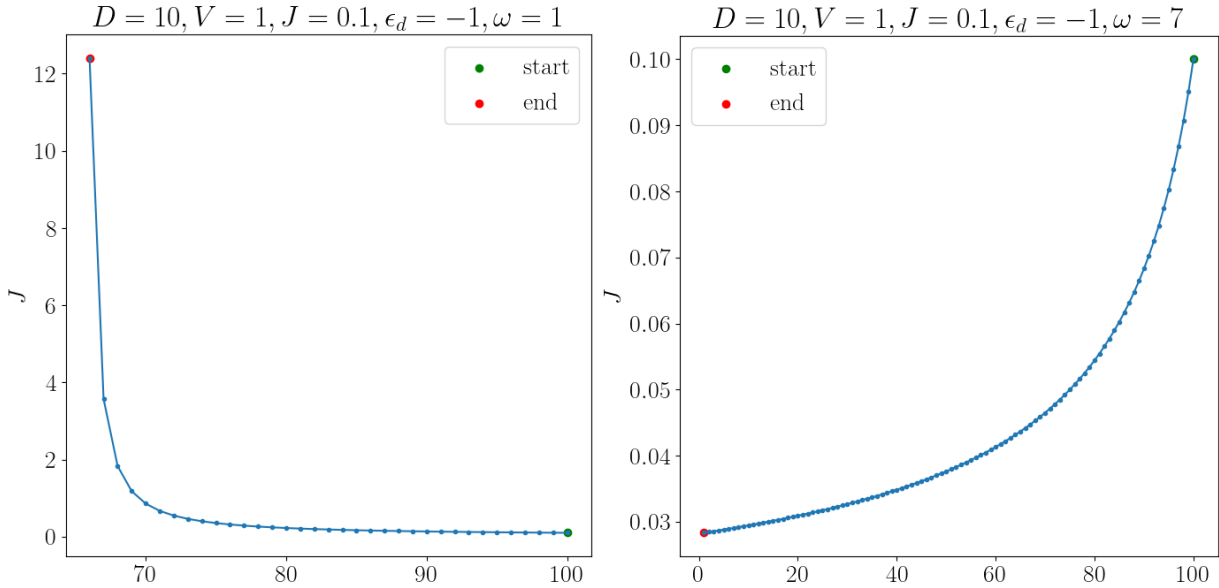 D = 10, V = 1, J = 0.1, ϵ_d = −1, ω = 1
start
end
J
12
10
8
6
4
2
0
70 80 90 100
D = 10, V = 1, J = 0.1, ϵ_d = −1, ω = 7
start
end
J
0.10
0.09
0.08
0.07
0.06
0.05
0.04
0.03
0 20 40 60 80 100